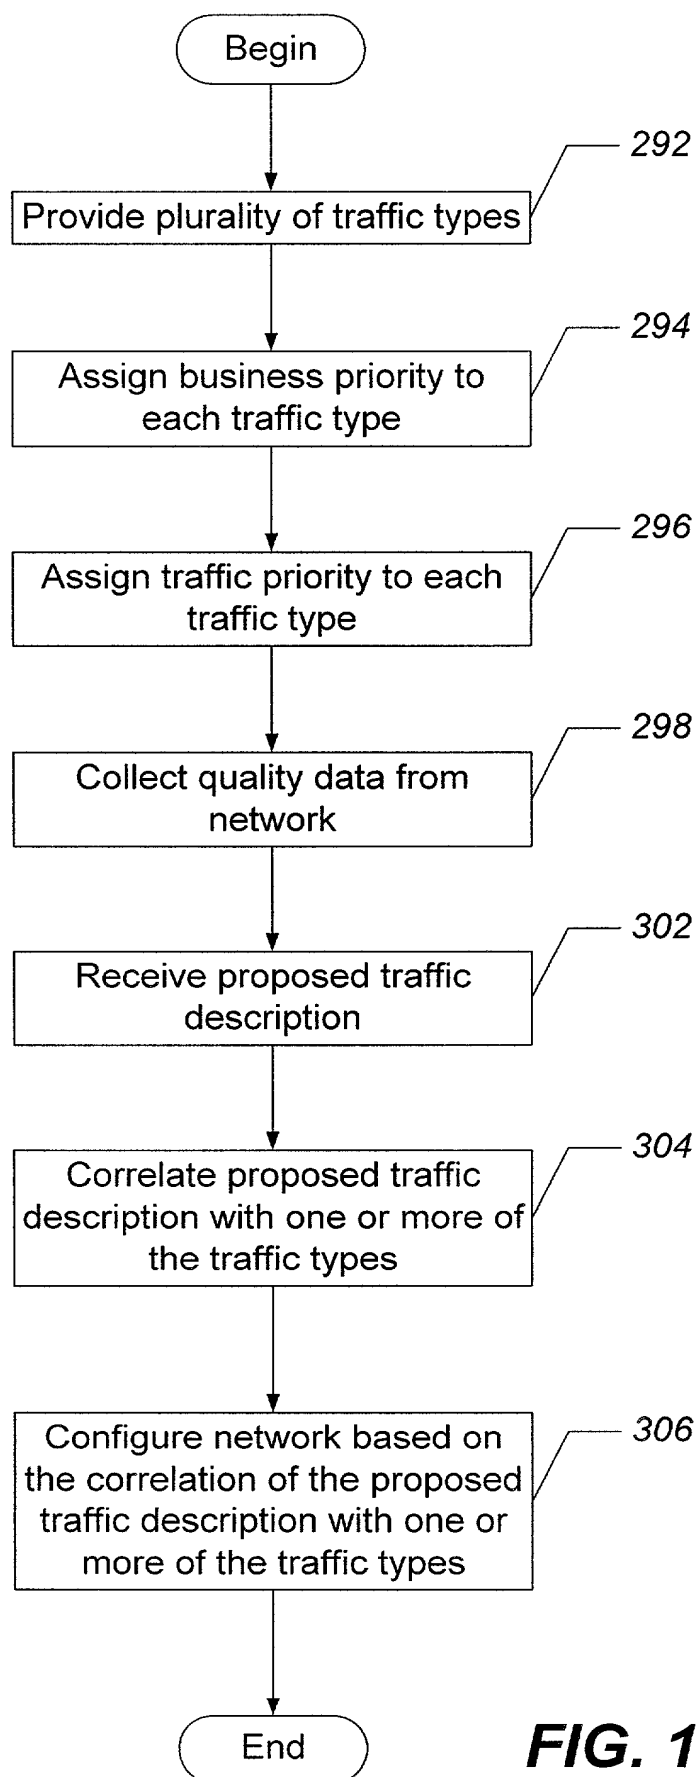 Begin
292
Provide plurality of traffic types
294
Assign business priority to
each traffic type
296
Assign traffic priority to each
traffic type
298
Collect quality data from
network
302
Receive proposed traffic
description
304
Correlate proposed traffic
description with one or more of
the traffic types
306
Configure network based on
the correlation of the proposed
traffic description with one or
more of the traffic types
End
FIG. 1